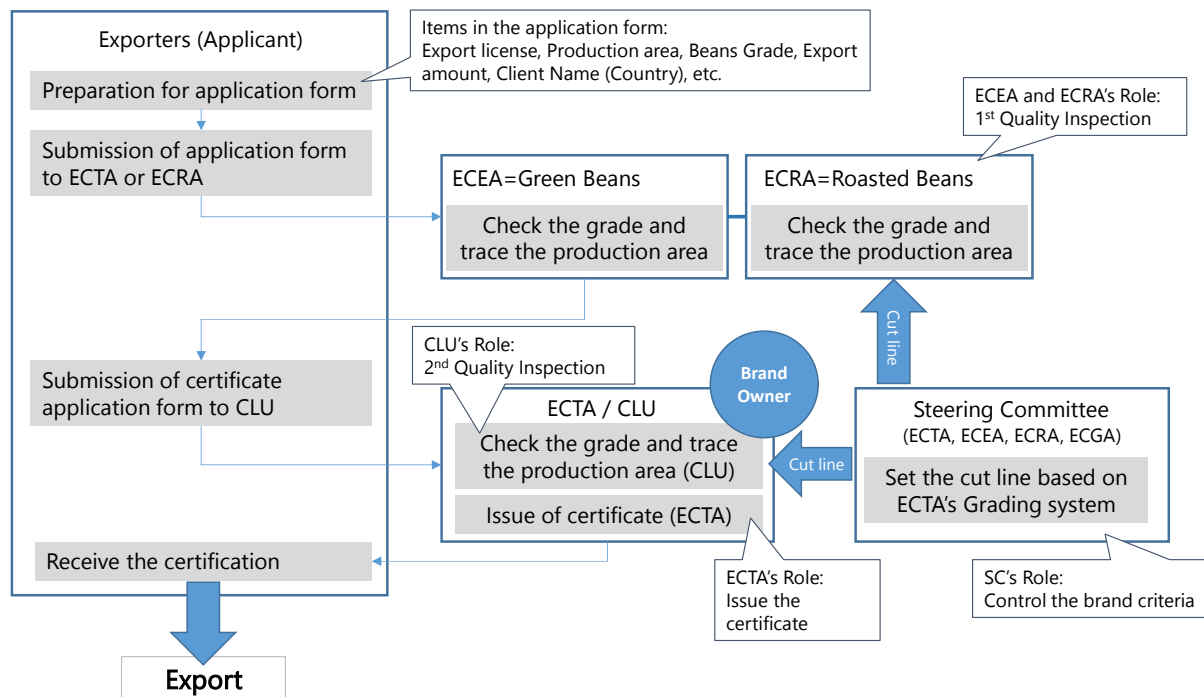 Exporters (Applicant)
Items in the application form:
Export license, Production area, Beans Grade, Export
amount, Client Name (Country), etc.
Preparation for application form
Submission of application form
to ECTA or ECRA
ECEA and ECRA's Role:
1st Quality Inspection
ECEA=Green Beans
Check the grade and
trace the production area
ECRA=Roasted Beans
Check the grade and
trace the production area
Cut line
CLU's Role:
2nd Quality Inspection
Brand
Owner
Submission of certificate
application form to CLU
ECTA / CLU
Check the grade and trace
the production area (CLU)
Issue of certificate (ECTA)
Cut line
Steering Committee
(ECTA, ECEA, ECRA, ECGA)
Set the cut line based on
ECTA's Grading system
Receive the certification
ECTA's Role:
Issue the
certificate
SC's Role:
Control the brand criteria
Export